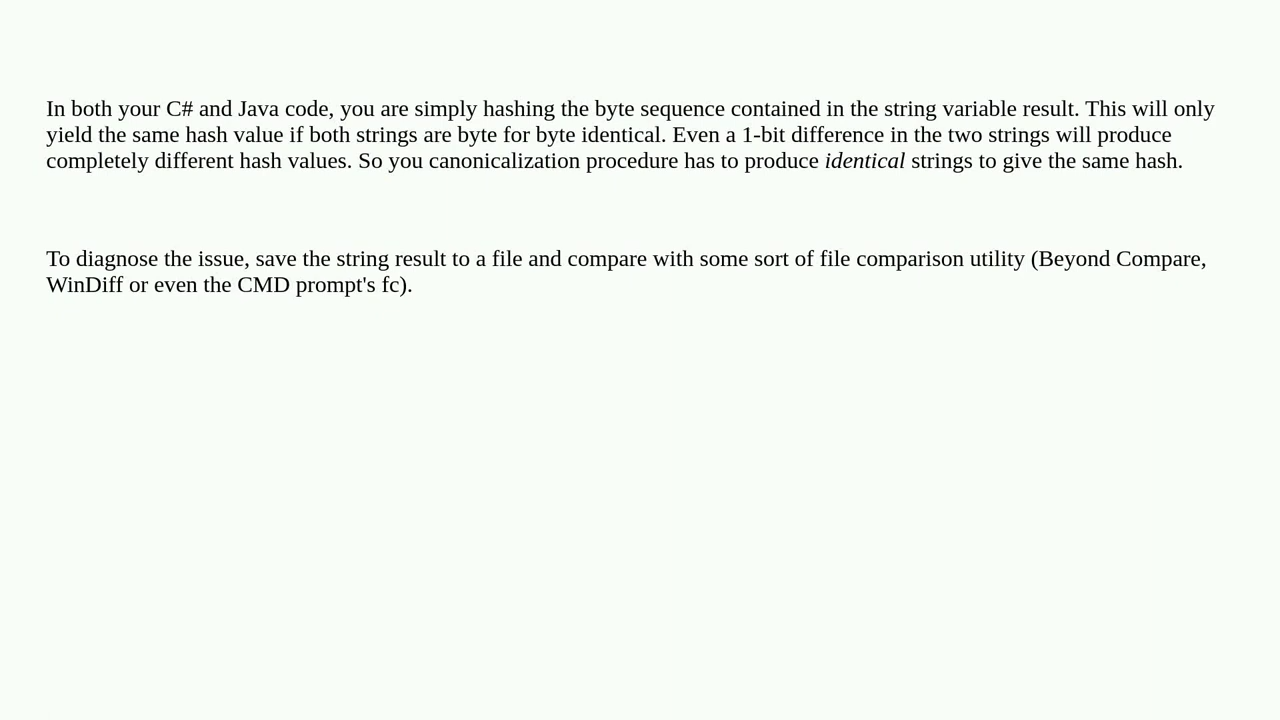 In both your C# and Java code, you are simply hashing the byte sequence contained in the string variable result. This will only
yield the same hash value if both strings are byte for byte identical. Even a 1-bit difference in the two strings will produce
completely different hash values. So you canonicalization procedure has to produce identical strings to give the same hash.
To diagnose the issue, save the string result to a file and compare with some sort of file comparison utility (Beyond Compare,
WinDiff or even the CMD prompt's fc).